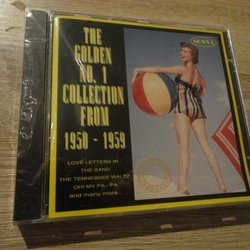 THE
GOLDEN
NO. 1
COLLECTION
FROM
1950 - 1959
LOVE LETTERS IN
THE SAND
THE TENNESSEE WALTZ
OH! MY PA - PA
and many more..